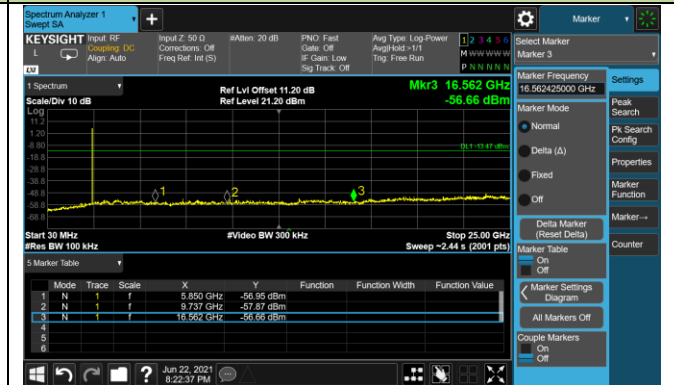 Spectrum Analyzer 1
Swept SA
+
Marker
KEYSIGHT Input: RF Input Z: 50 Ω #Atten: 20 dB PNO: Fast Avg Type: Log-Power 1 2 3 4 5 6
L Coupling: DC Corrections: Off Gate: Off Avg|Hold:>1/1 M W W W W W
Align: Auto Freq Ref: Int (S) IF Gain: Low Trig: Free Run
Sig Track: Off P N N N N N
LXI
Select Marker
Marker 3
1 Spectrum
Ref Lvl Offset 11.20 dB
Mkr3 16.562 GHz
Scale/Div 10 dB
Ref Level 21.20 dBm
-56.66 dBm
Log
11.2
1.20
-8.80
DL1 -13.47 dBm
-18.8
-28.8
-38.8
-48.8
-58.8
-68.8
1
2
3
Start 30 MHz
#Video BW 300 kHz
Stop 25.00 GHz
#Res BW 100 kHz
Sweep ~2.44 s (2001 pts)
5 Marker Table
Mode Trace Scale X Y Function Function Width Function Value
1 N 1 f 5.850 GHz -56.95 dBm
2 N 1 f 9.737 GHz -57.87 dBm
3 N 1 f 16.562 GHz -56.66 dBm
4
5
6
Marker Frequency
16.562425000 GHz
Marker Mode
Normal
Delta (Δ)
Fixed
Off
Delta Marker
(Reset Delta)
Marker Table
On
Off
Marker Settings
Diagram
All Markers Off
Couple Markers
On
Off
Settings
Peak
Search
Pk Search
Config
Properties
Marker
Function
Marker→
Counter
?
Jun 22, 2021
8:22:37 PM